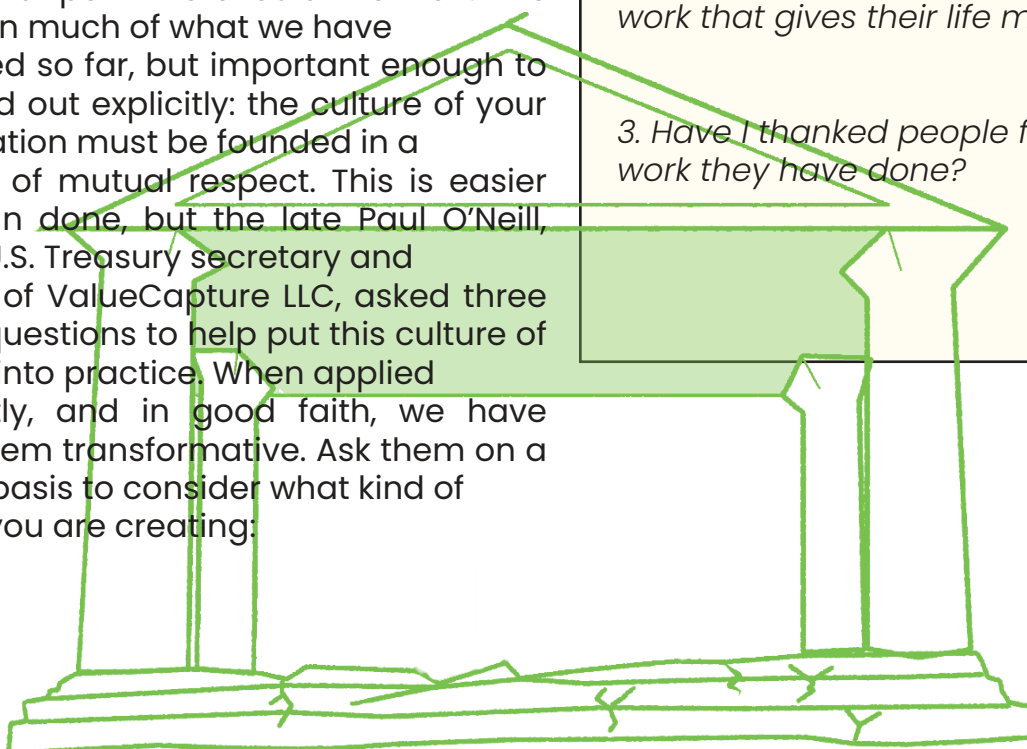 n much of what we have
ed so far, but important enough to
d out explicitly: the culture of your
ation must be founded in a
of mutual respect. This is easier
n done, but the late Paul O’Neill,
J.S. Treasury secretary and
of ValueCapture LLC, asked three
questions to help put this culture of
into practice. When applied
tly, and in good faith, we have
em transformative. Ask them on a
basis to consider what kind of
you are creating:
work that gives their life m
3. Have I thanked people f
work they have done?